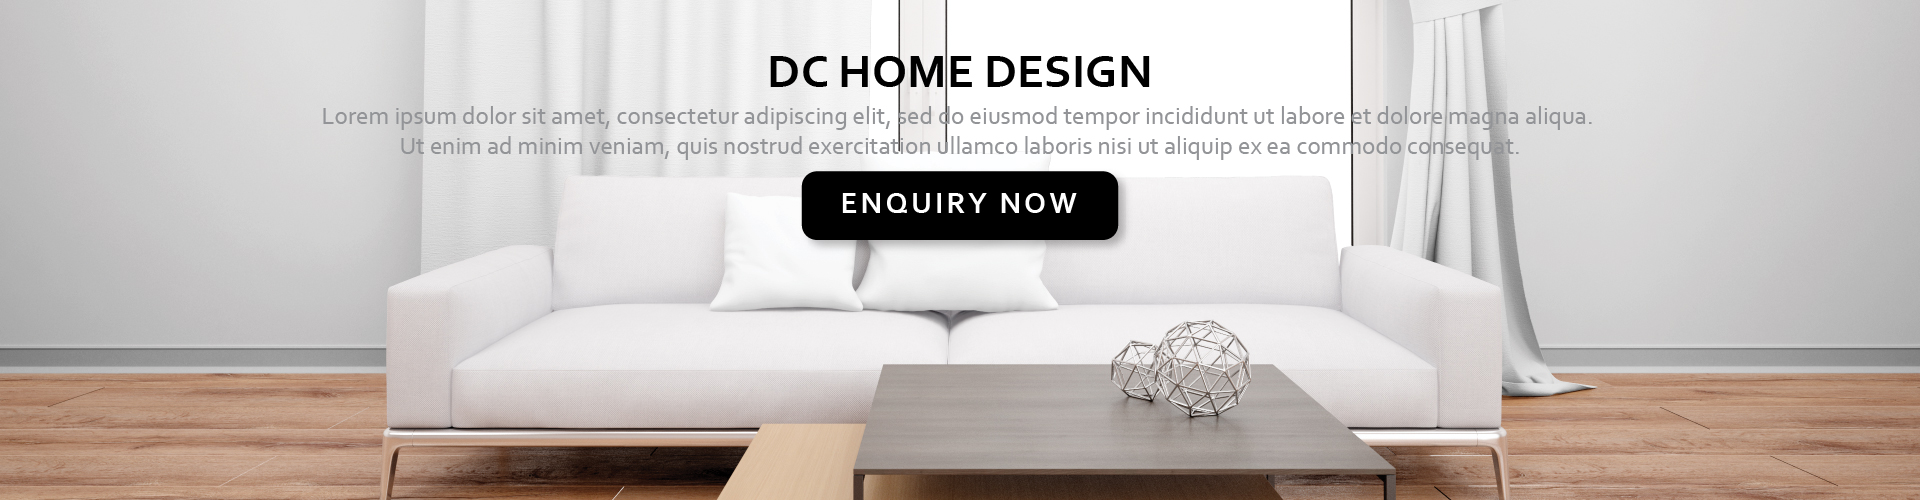 DC HOME DESIGN
Lorem ipsum dolor sit amet, consectetur adipiscing elit, sed do eiusmod tempor incididunt ut labore et dolore magna aliqua.
Ut enim ad minim veniam, quis nostrud exercitation ullamco laboris nisi ut aliquip ex ea commodo consequat.
ENQUIRY NOW